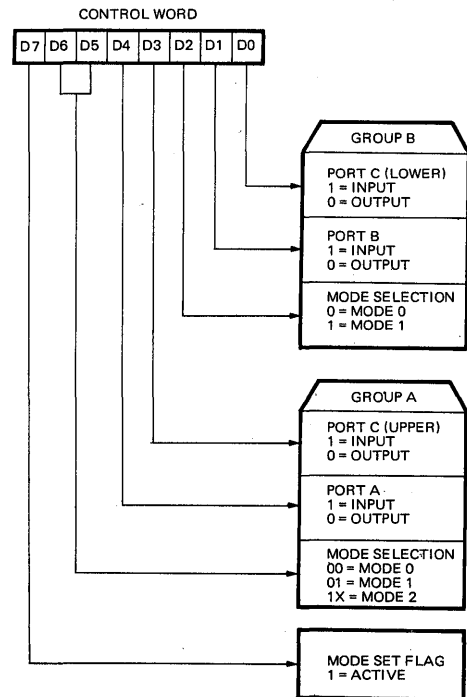 CONTROL WORD
D7 D6 D5 D4 D3 D2 D1 D0
GROUP B
PORT C (LOWER)
1 = INPUT
0 = OUTPUT
PORT B
1 = INPUT
0 = OUTPUT
MODE SELECTION
0 = MODE 0
1 = MODE 1
GROUP A
PORT C (UPPER)
1 = INPUT
0 = OUTPUT
PORT A
1 = INPUT
0 = OUTPUT
MODE SELECTION
00 = MODE 0
01 = MODE 1
1X = MODE 2
MODE SET FLAG
1 = ACTIVE